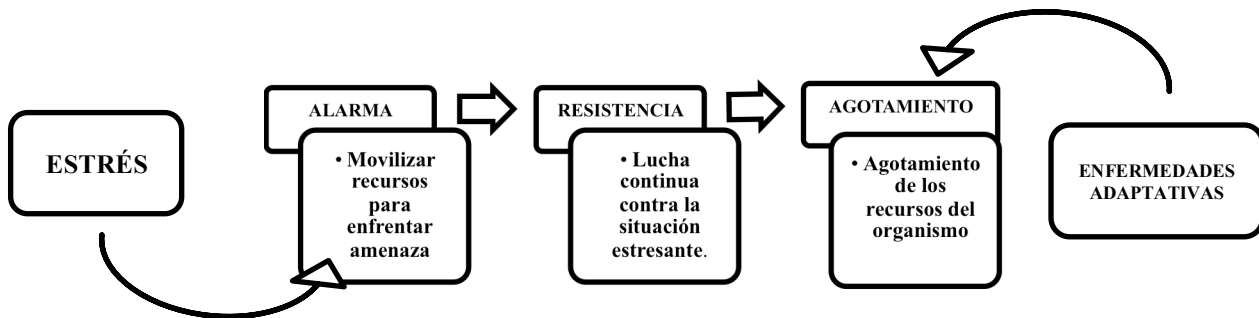 ESTRÉS
ALARMA
• Movilizar
recursos
para
enfrentar
amenaza
RESISTENCIA
• Lucha
continua
contra la
situación
estresante.
AGOTAMIENTO
• Agotamiento
de los
recursos del
organismo
ENFERMEDADES
ADAPTATIVAS